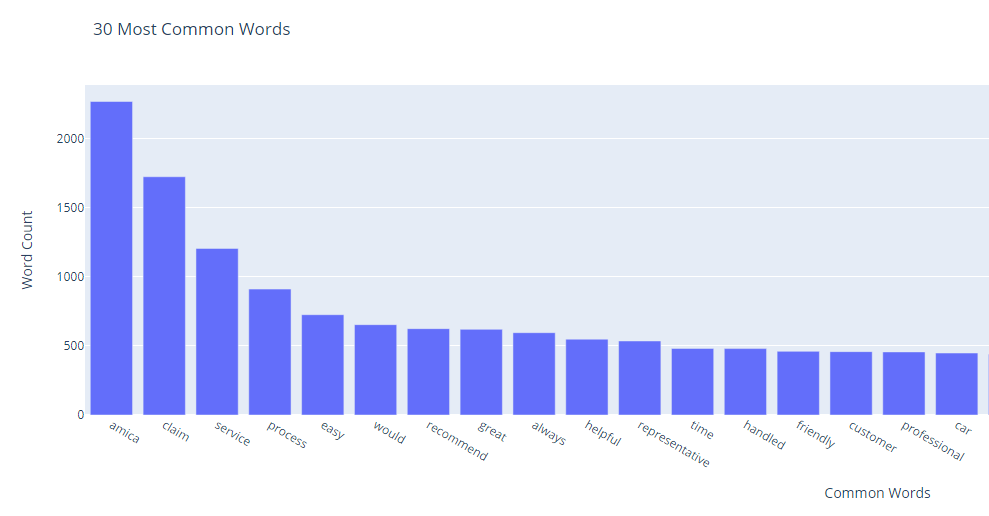 30 Most Common Words
Word Count
2000
1500
1000
500
0
amica
claim
service
process
easy
would
recommend
great
always
helpful
representative
time
handled
friendly
customer
professional
car
Common Words